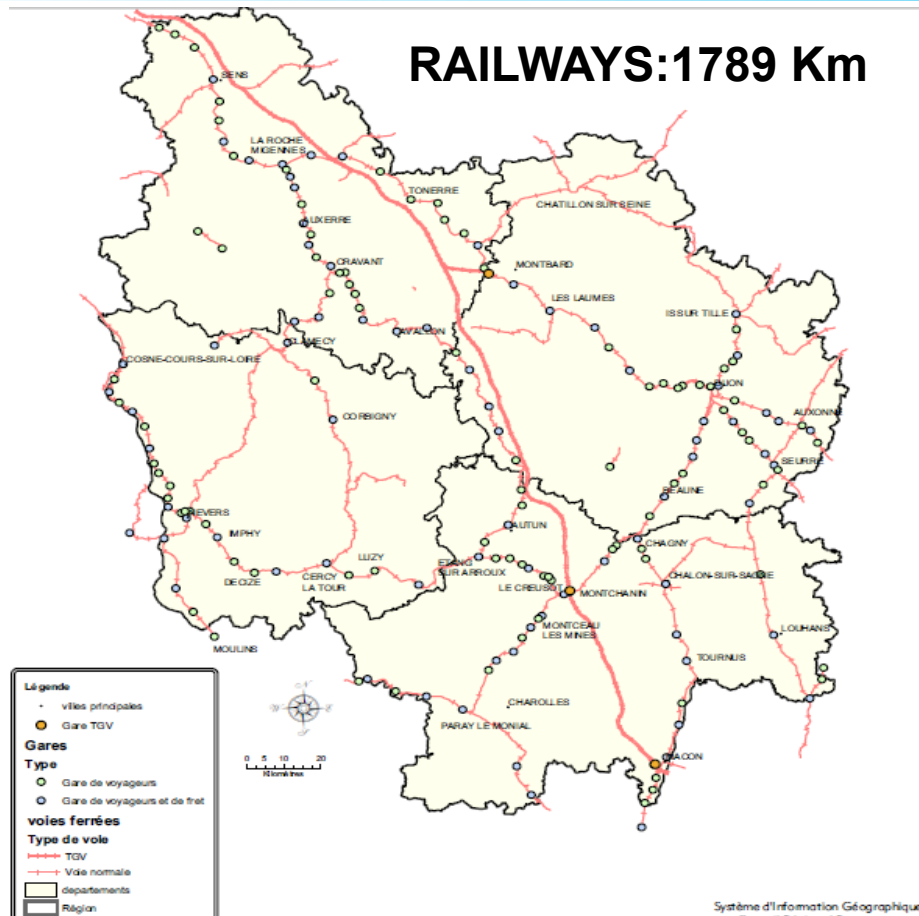 RAILWAYS:1789 Km
SENS
LA ROCHE
MIGENNES
TONERRE
CHATILLON SUR SEINE
AUXERRE
CRAVANT
MONTBARD
LES LAUMES
IS SUR TILLE
AVALLON
CLAMECY
COSNE-COURS-SUR-LOIRE
DIJON
CORBIGNY
AUXONNE
SEURRE
BEAUNE
NEVERS
IMPHY
AUTUN
CHAGNY
LUZY
ETANG
SUR ARROUX
DECIZE
CERCY
LA TOUR
LE CREUSOT
MONTCHANIN
CHALON-SUR-SAONE
MONTCEAU
LES MINES
LOUHANS
MOULINS
TOURNUS
CHAROLLES
PARAY LE MONIAL
MACON
N
W
E
S
0 5 10 20
Kilomètres
Légende
villes principales
Gare TGV
Gares
Type
Gare de voyageurs
Gare de voyageurs et de fret
voies ferrées
Type de voie
TGV
Voie normale
departements
Région
Système d'Information Géographique